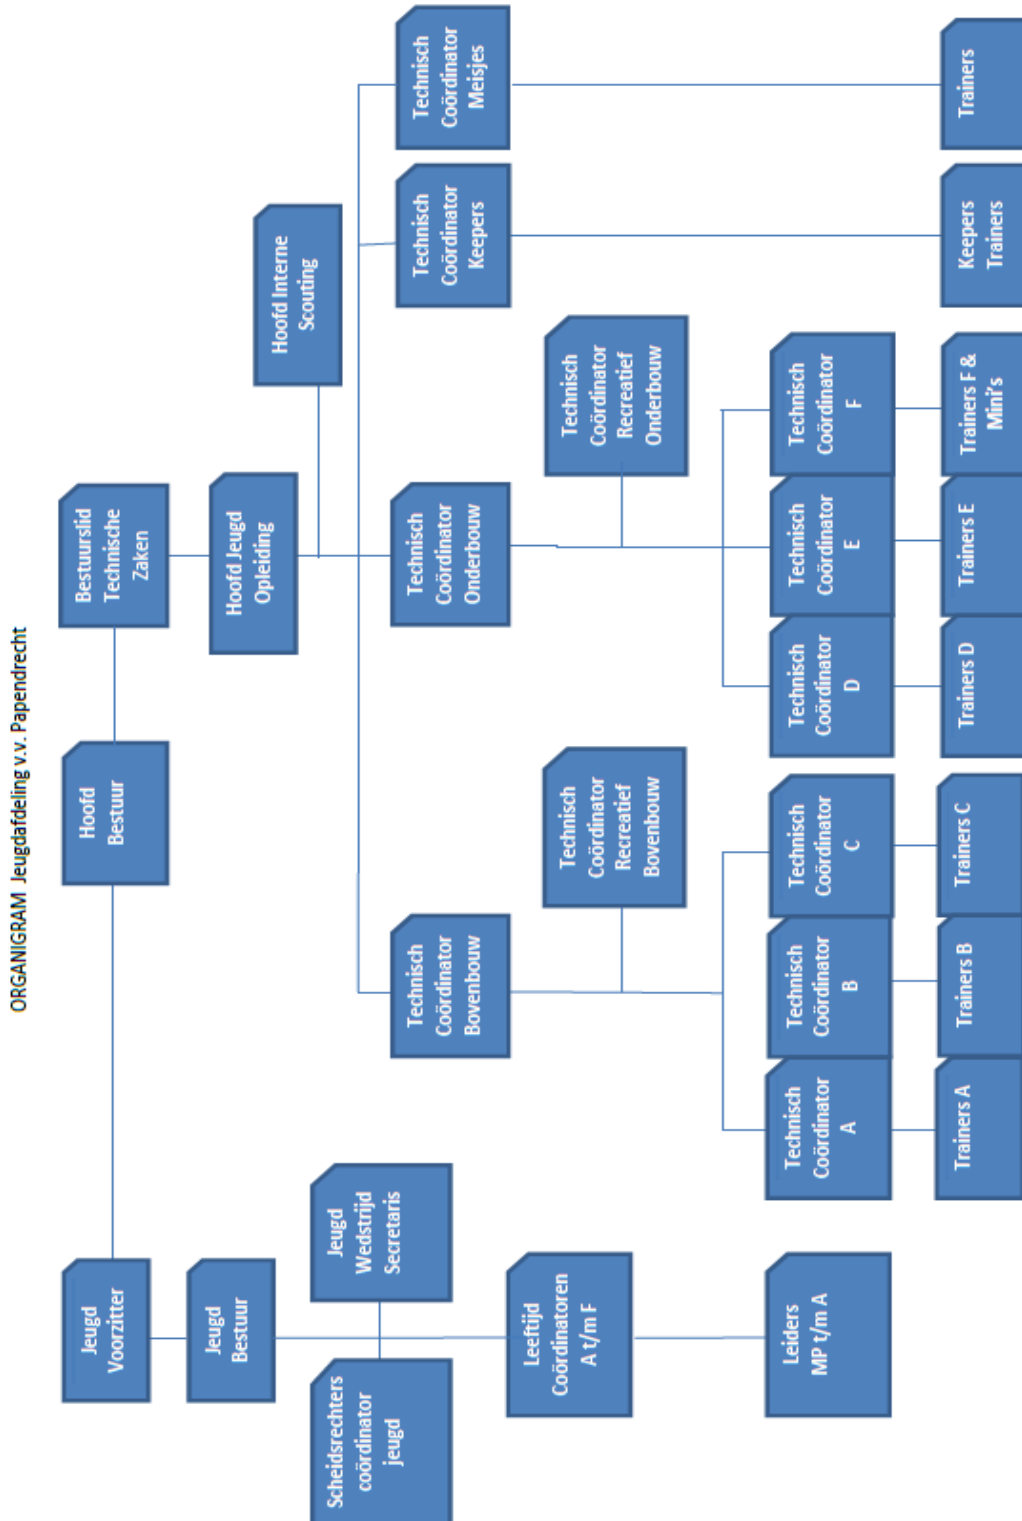 ORGANIGRAM Jeugdafdeling v.v. Papendrecht
Jeugd
Voorzitter
Hoofd
Bestuur
Bestuurslid
Technische
Zaken
Jeugd
Bestuur
Hoofd Jeugd
Opleiding
Hoofd Interne
Scouting
Scheidsrechters
coördinator
jeugd
Jeugd
Wedstrijd
Secretaris
Technisch
Coördinator
Bovenbouw
Technisch
Coördinator
Onderbouw
Technisch
Coördinator
Keepers
Technisch
Coördinator
Meisjes
Leeftijd
Coördinatoren
A t/m F
Technisch
Coördinator
Recreatief
Bovenbouw
Technisch
Coördinator
Recreatief
Onderbouw
Leiders
MP t/m A
Technisch
Coördinator
A
Technisch
Coördinator
B
Technisch
Coördinator
C
Technisch
Coördinator
D
Technisch
Coördinator
E
Technisch
Coördinator
F
Trainers A
Trainers B
Trainers C
Trainers D
Trainers E
Trainers F &
Mini's
Keepers
Trainers
Trainers